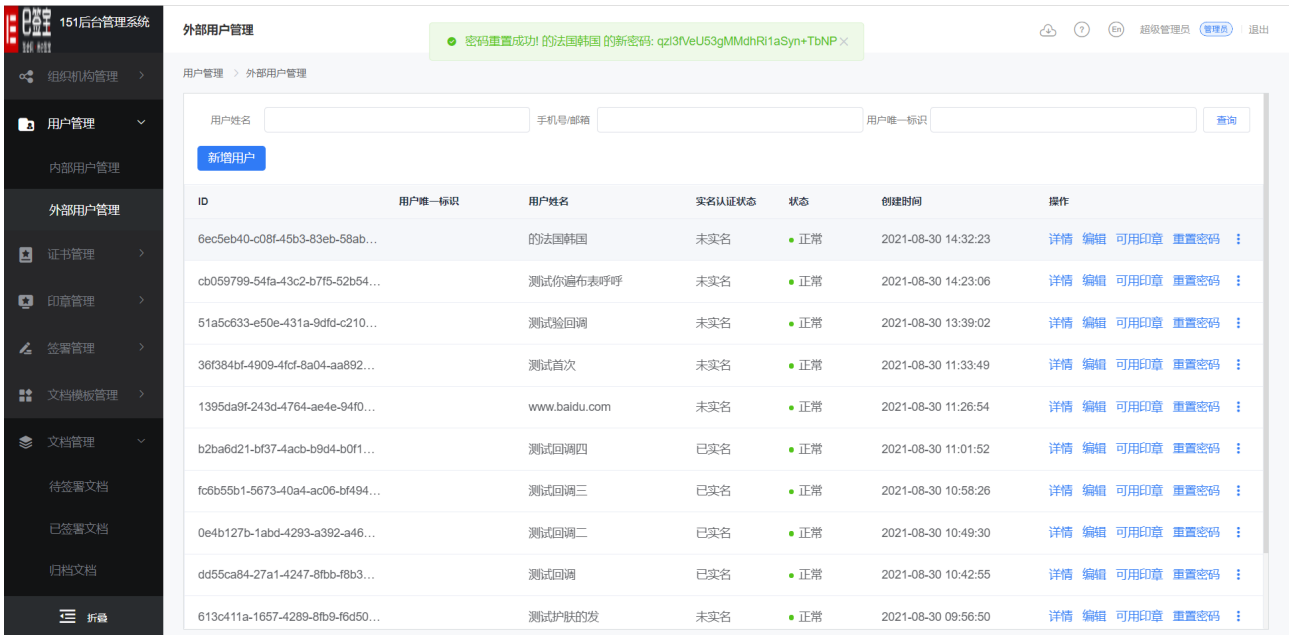 已签宝 151后台管理系统
外部用户管理
密码重置成功! 的法国韩国 的新密码: qzI3fVeU53gMMdhRi1aSyn+TbNP
En 超级管理员 管理员 退出
用户管理 > 外部用户管理
组织机构管理
用户管理
内部用户管理
外部用户管理
证书管理
印章管理
签署管理
文档模板管理
文档管理
待签署文档
已签署文档
归档文档
折叠
用户姓名 手机号/邮箱 用户唯一标识 查询
新增用户
ID 用户唯一标识 用户姓名 实名认证状态 状态 创建时间 操作
6ec5eb40-c08f-45b3-83eb-58ab... 的法国韩国 未实名 正常 2021-08-30 14:32:23 详情 编辑 可用印章 重置密码
cb059799-54fa-43c2-b7f5-52b54... 测试你遍布表呼呼 未实名 正常 2021-08-30 14:23:06 详情 编辑 可用印章 重置密码
51a5c633-e50e-431a-9dfd-c210... 测试验回调 未实名 正常 2021-08-30 13:39:02 详情 编辑 可用印章 重置密码
36f384bf-4909-4fcf-8a04-aa892... 测试首次 未实名 正常 2021-08-30 11:33:49 详情 编辑 可用印章 重置密码
1395da9f-243d-4764-ae4e-94f0... www.baidu.com 未实名 正常 2021-08-30 11:26:54 详情 编辑 可用印章 重置密码
b2ba6d21-bf37-4acb-b9d4-b0f1... 测试回调四 已实名 正常 2021-08-30 11:01:52 详情 编辑 可用印章 重置密码
fc6b55b1-5673-40a4-ac06-bf494... 测试回调三 已实名 正常 2021-08-30 10:58:26 详情 编辑 可用印章 重置密码
0e4b127b-1abd-4293-a392-a46... 测试回调二 已实名 正常 2021-08-30 10:49:30 详情 编辑 可用印章 重置密码
dd55ca84-27a1-4247-8fbb-f8b3... 测试回调 已实名 正常 2021-08-30 10:42:55 详情 编辑 可用印章 重置密码
613c411a-1657-4289-8fb9-f6d50... 测试护肤的发 未实名 正常 2021-08-30 09:56:50 详情 编辑 可用印章 重置密码